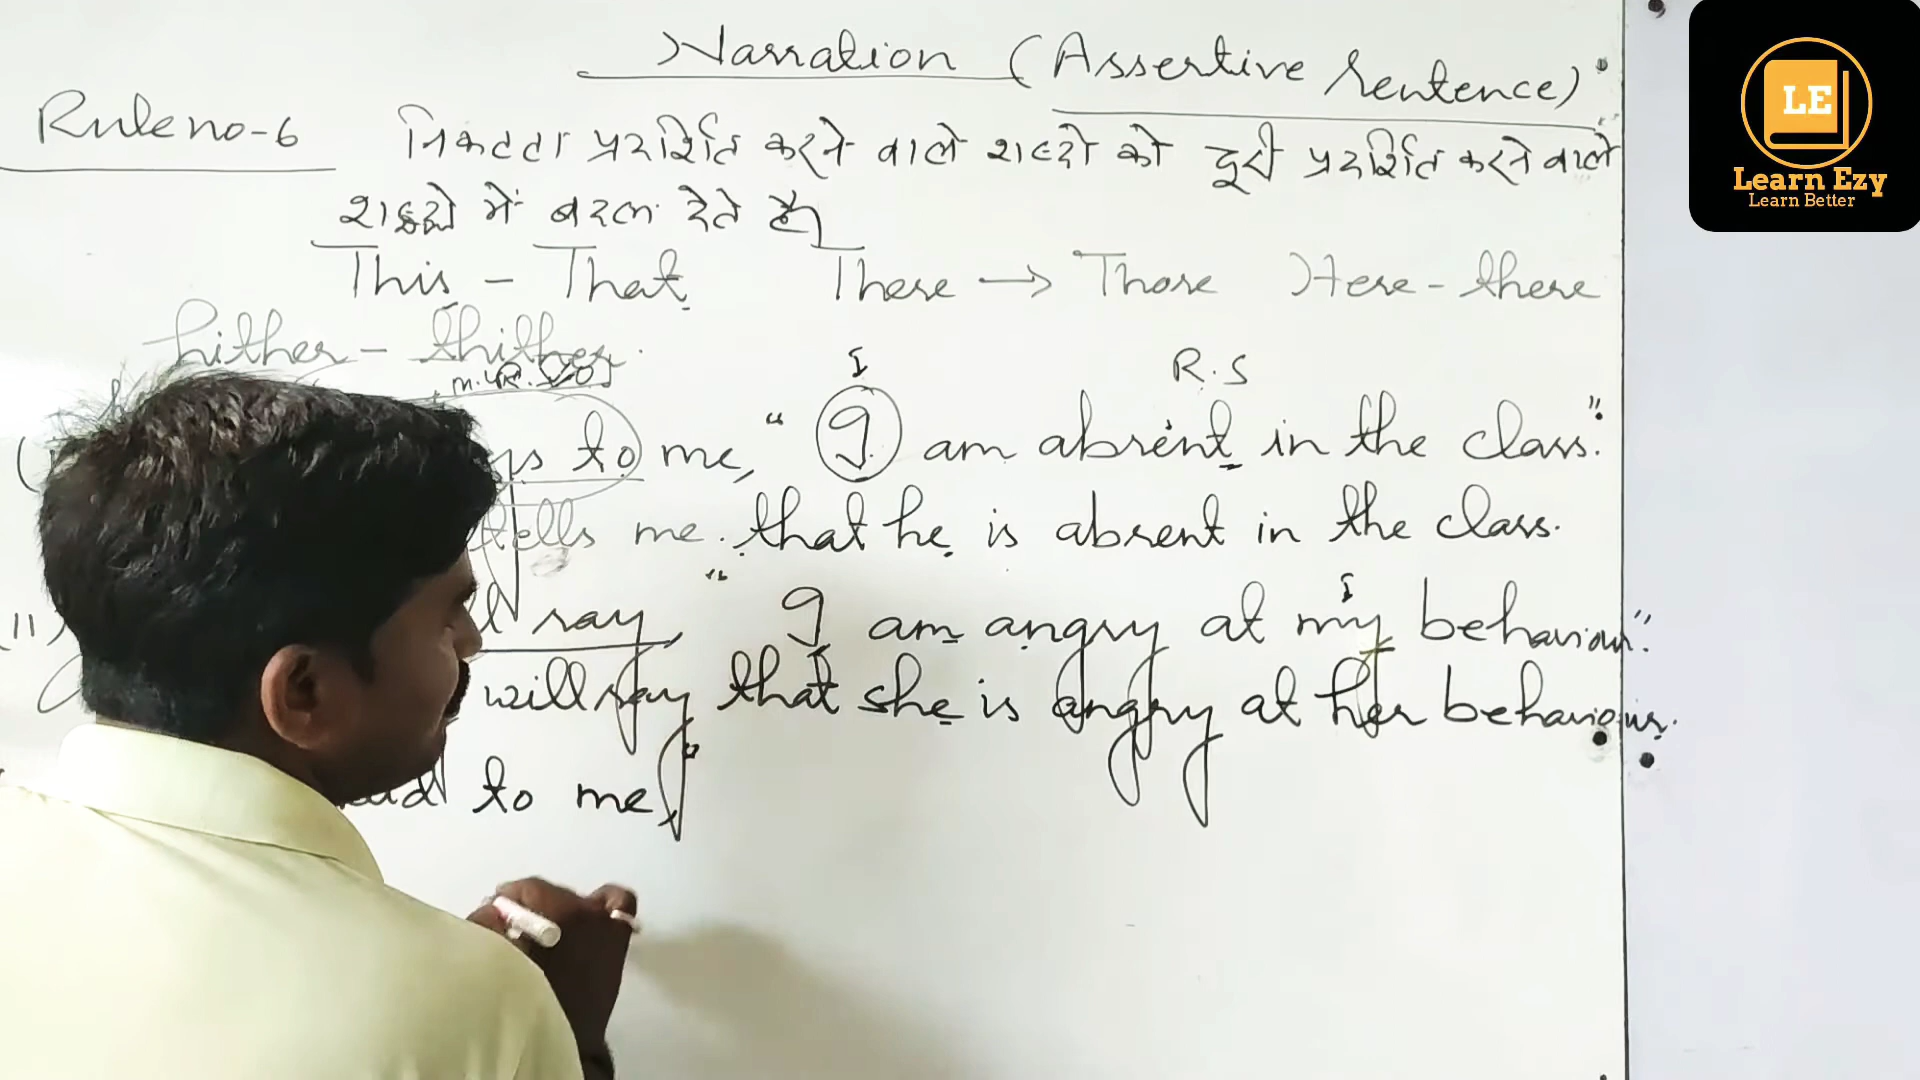 Narration (Assertive Sentence)
Rule no-6 निकटता प्रदर्शित करने वाले शब्दो को दूरी प्रदर्शित करने वाले
शब्दो में बदल देते है।
This - That These → Those Here - there
hither - thither.
I R.S
to me, " I am absent in the class."
tells me. that he is absent in the class.
I
say, " I am angry at my behaviour."
will say that she is angry at her behaviour.
to me, "
LE
Learn Ezy
Learn Better